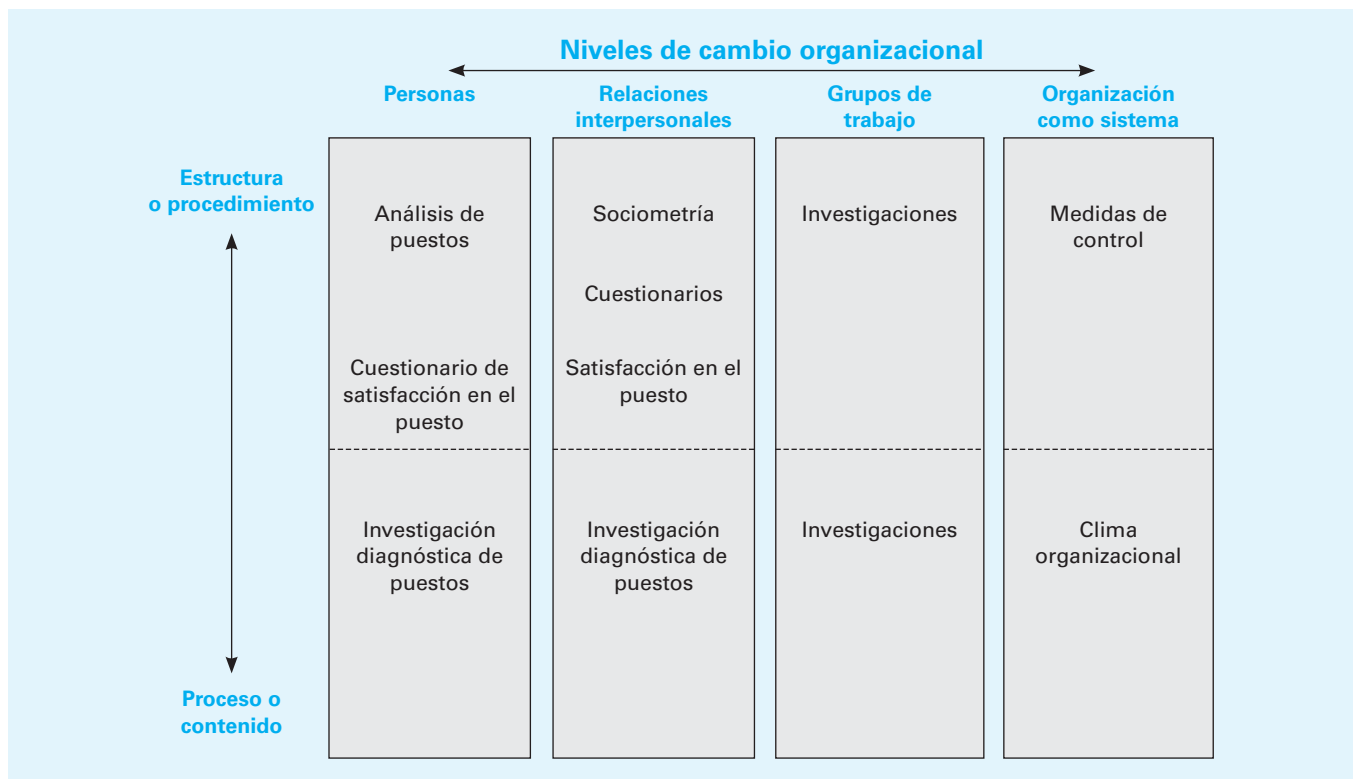 Niveles de cambio organizacional
Personas
Relaciones
interpersonales
Grupos de
trabajo
Organización
como sistema
Estructura
o procedimiento
Análisis de
puestos
Sociometría
Investigaciones
Medidas de
control
Cuestionarios
Cuestionario de
satisfacción en el
puesto
Satisfacción en el
puesto
Investigación
diagnóstica de
puestos
Investigación
diagnóstica de
puestos
Investigaciones
Clima
organizacional
Proceso o
contenido